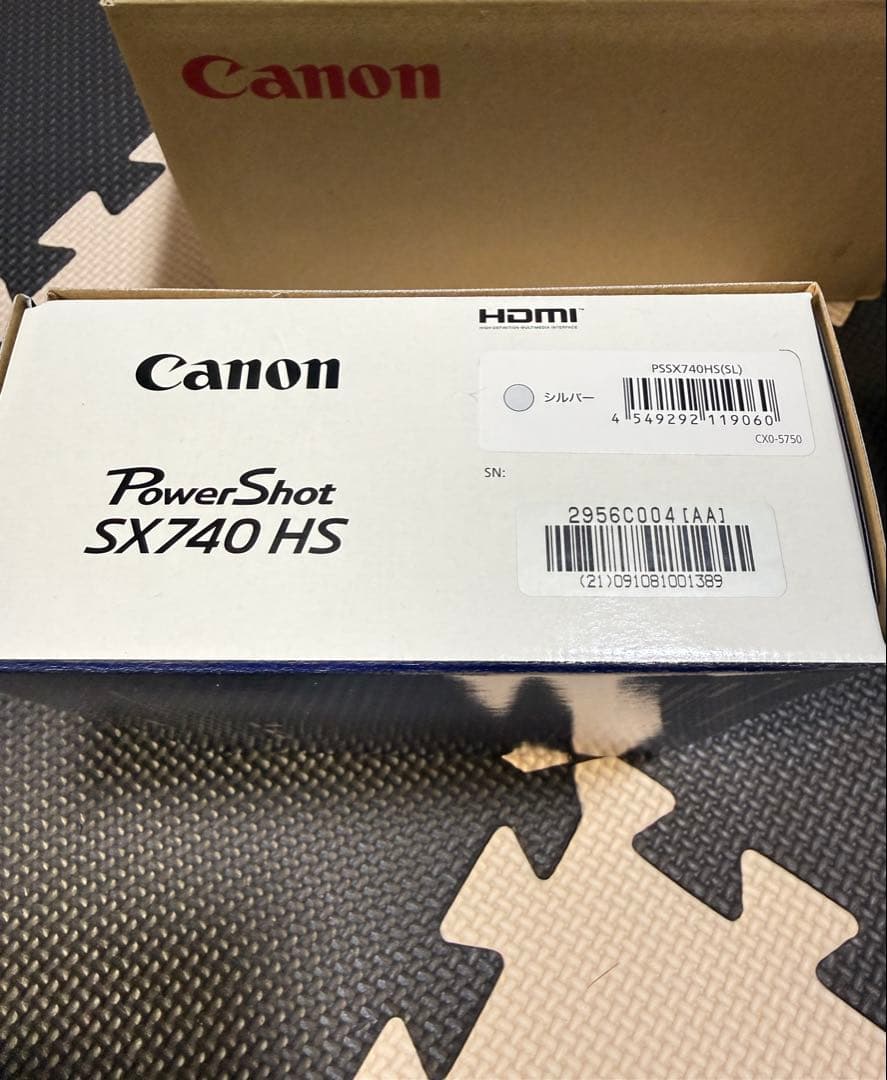 Canon
HDMI™
HIGH-DEFINITION MULTIMEDIA INTERFACE
Canon
PSSX740HS(SL)
シルバー
4 549292 119060
CX0-5750
PowerShot
SX740 HS
SN:
2956C004[AA]
(21)091081001389